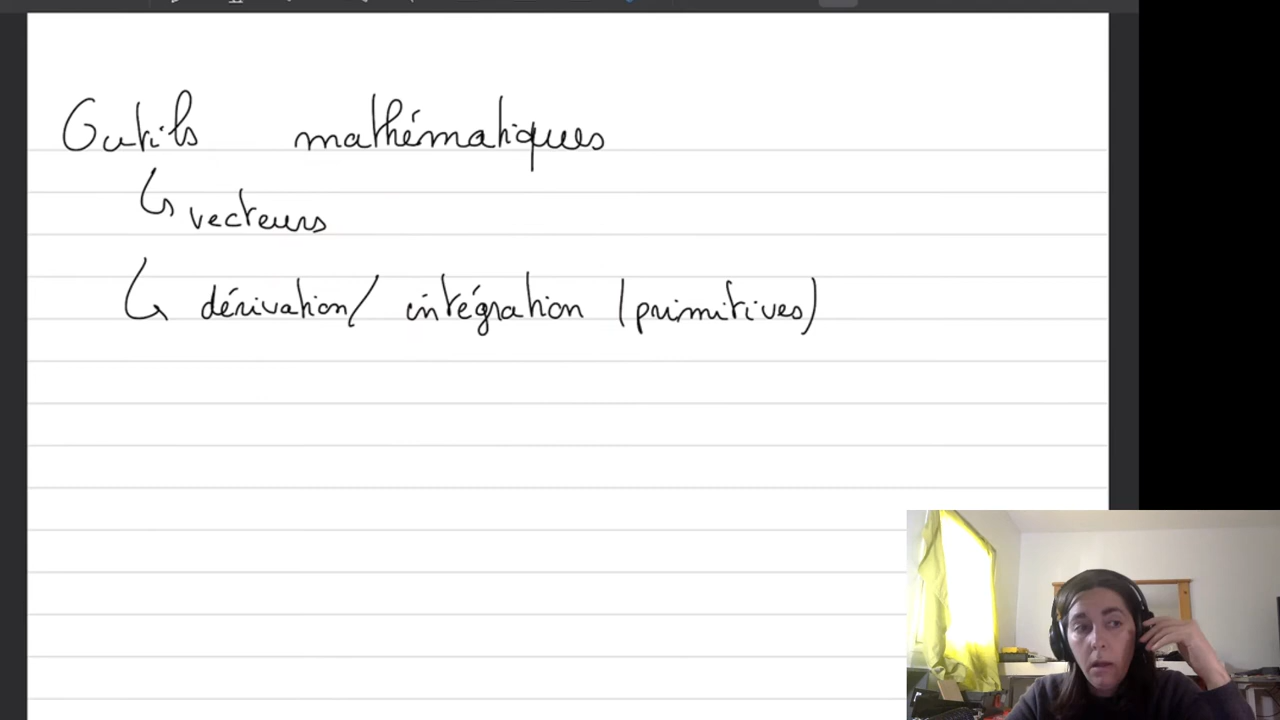 Outils mathématiques
↳ vecteurs
↳ dérivation/ intégration (primitives)